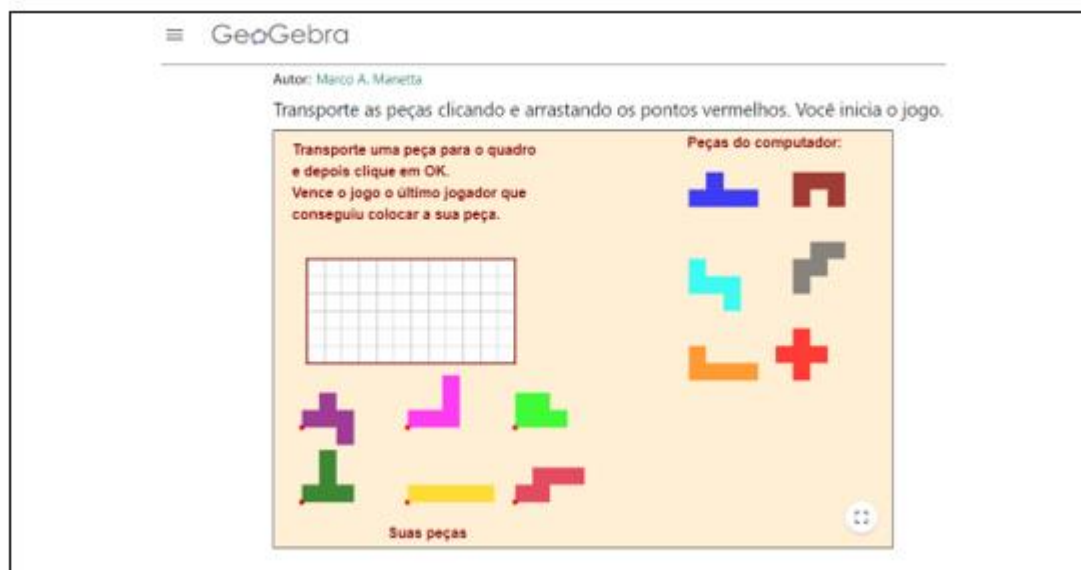 GeoGebra
Autor: Marco A. Manetta
Transporte as peças clicando e arrastando os pontos vermelhos. Você inicia o jogo.
Transporte uma peça para o quadro
e depois clique em OK.
Vence o jogo o último jogador que
conseguiu colocar a sua peça.
Peças do computador:
Suas peças